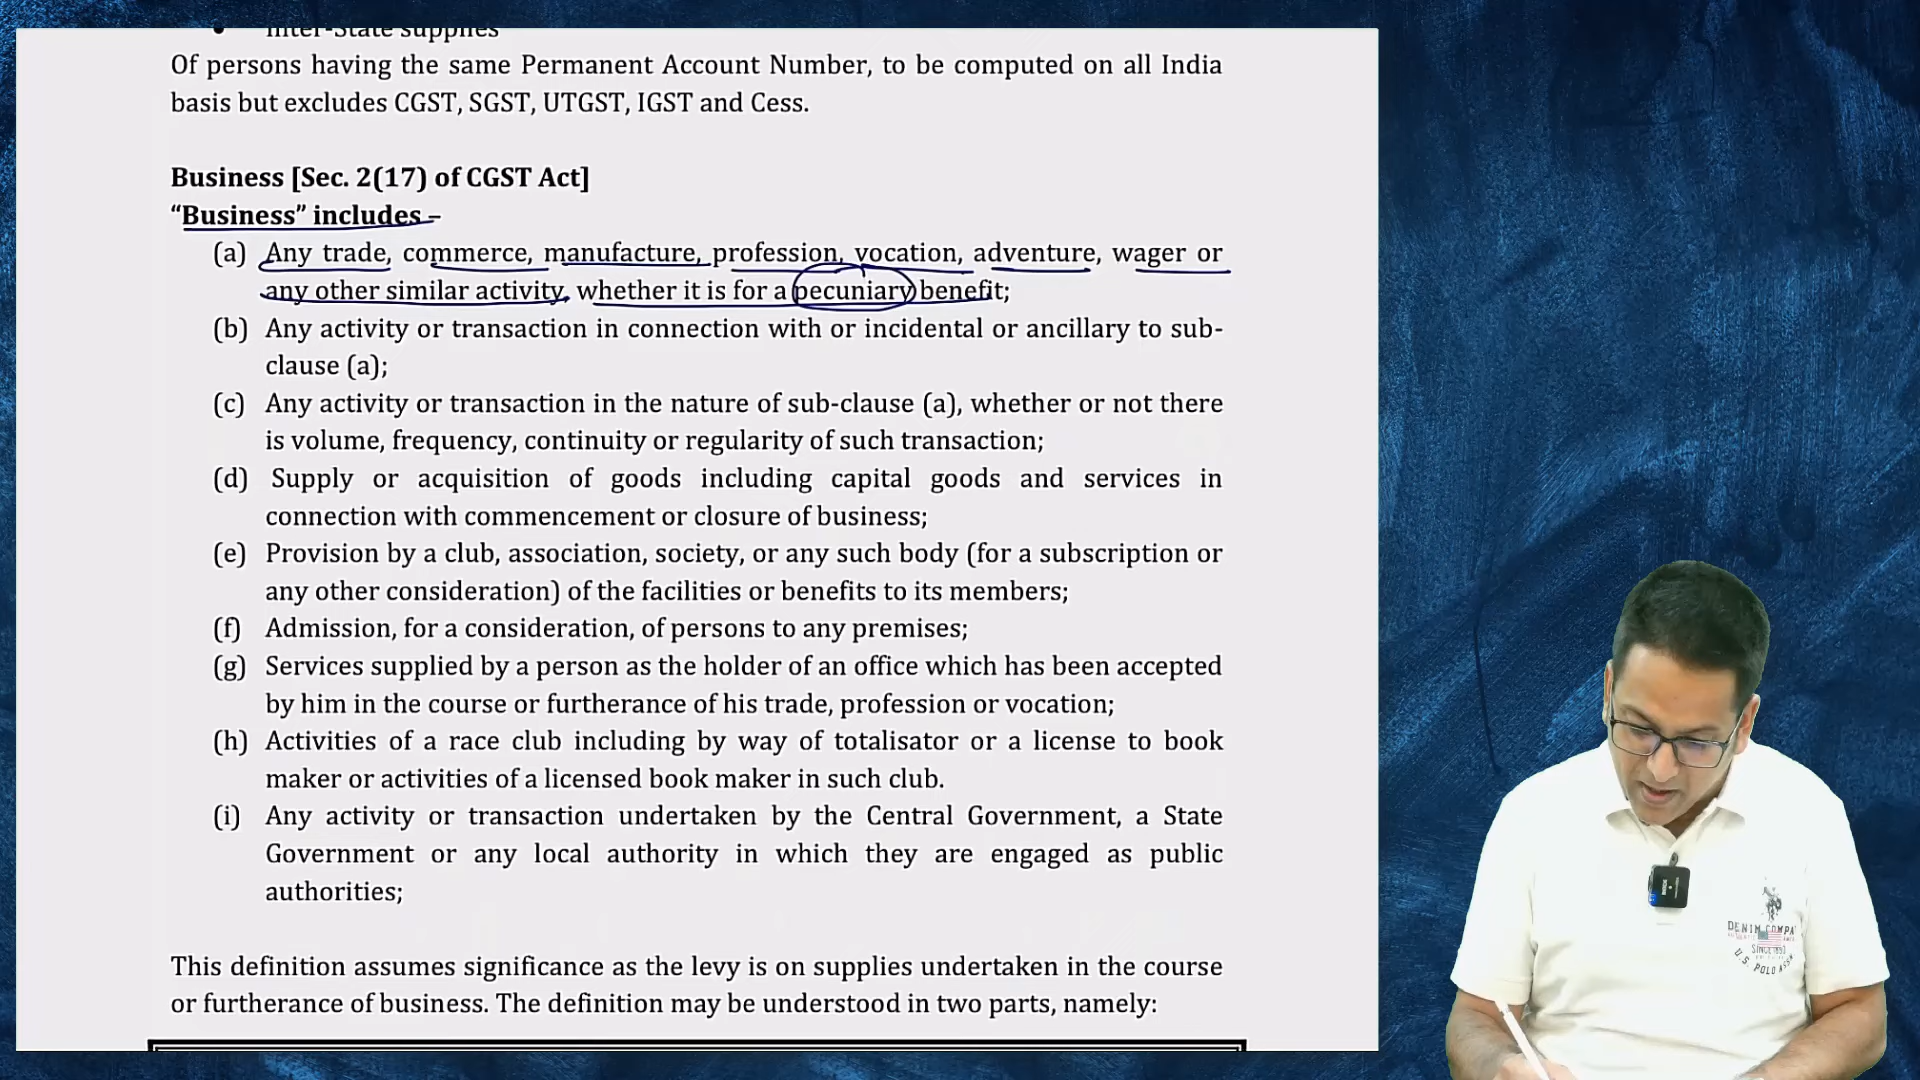 • Inter-State supplies
Of persons having the same Permanent Account Number, to be computed on all India
basis but excludes CGST, SGST, UTGST, IGST and Cess.
Business [Sec. 2(17) of CGST Act]
“Business” includes –
(a) Any trade, commerce, manufacture, profession, vocation, adventure, wager or
any other similar activity, whether it is for a pecuniary benefit;
(b) Any activity or transaction in connection with or incidental or ancillary to sub-
clause (a);
(c) Any activity or transaction in the nature of sub-clause (a), whether or not there
is volume, frequency, continuity or regularity of such transaction;
(d) Supply or acquisition of goods including capital goods and services in
connection with commencement or closure of business;
(e) Provision by a club, association, society, or any such body (for a subscription or
any other consideration) of the facilities or benefits to its members;
(f) Admission, for a consideration, of persons to any premises;
(g) Services supplied by a person as the holder of an office which has been accepted
by him in the course or furtherance of his trade, profession or vocation;
(h) Activities of a race club including by way of totalisator or a license to book
maker or activities of a licensed book maker in such club.
(i) Any activity or transaction undertaken by the Central Government, a State
Government or any local authority in which they are engaged as public
authorities;
This definition assumes significance as the levy is on supplies undertaken in the course
or furtherance of business. The definition may be understood in two parts, namely:
DENIM COMPA
U.S. POLO ASSN